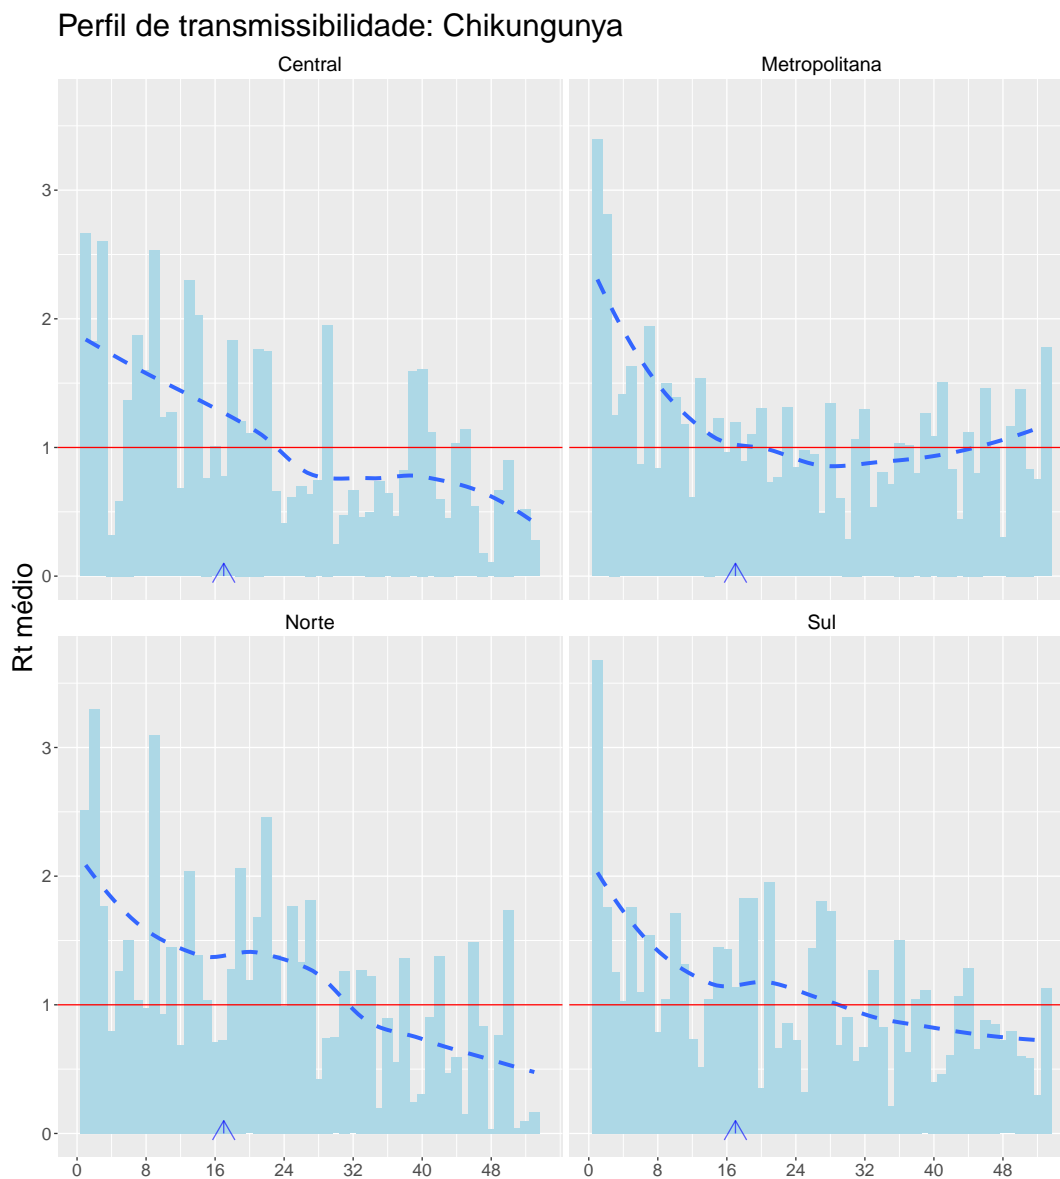 Perfil de transmissibilidade: Chikungunya
Central
Metropolitana
3
2
1
0
Rt médio
Norte
Sul
3
2
1
0
0 8 16 24 32 40 48
0 8 16 24 32 40 48